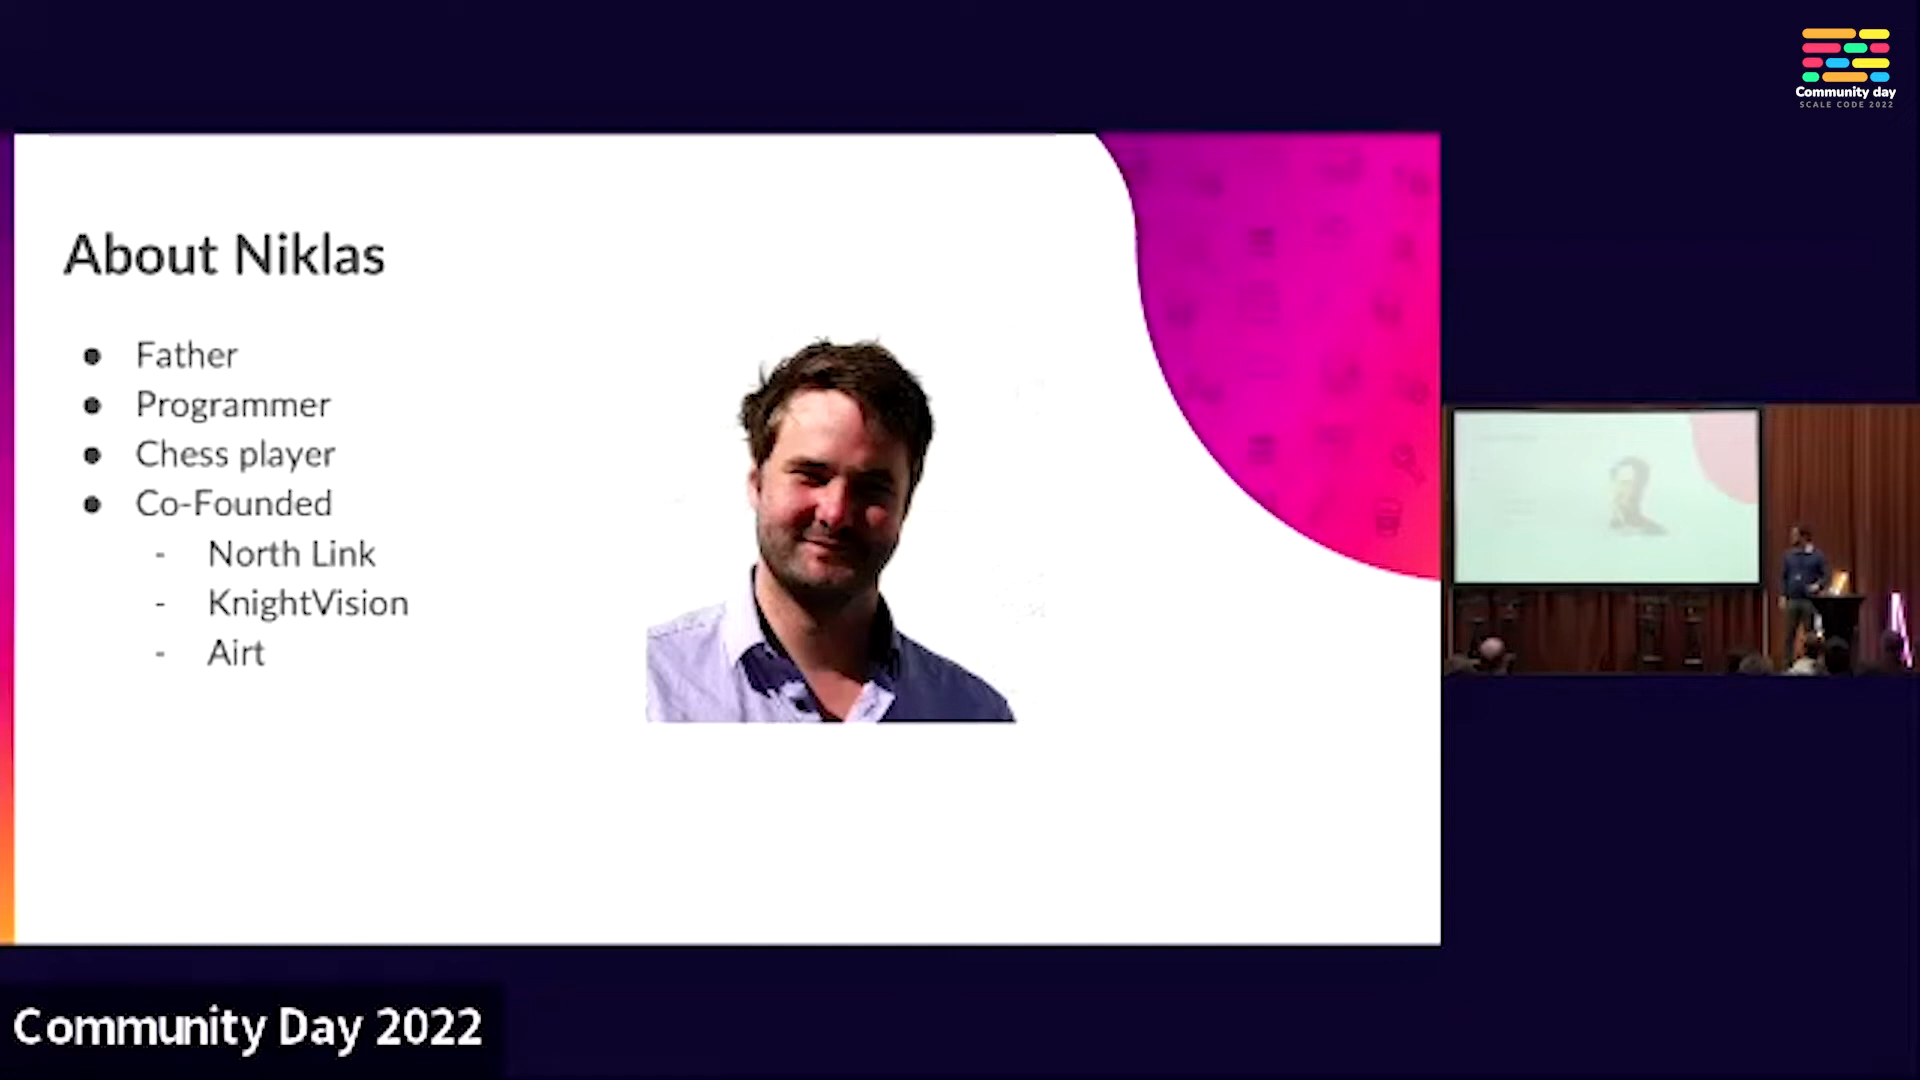 Community day
SCALE CODE 2022
About Niklas
● Father
● Programmer
● Chess player
● Co-Founded
- North Link
- KnightVision
- Airt
Community Day 2022